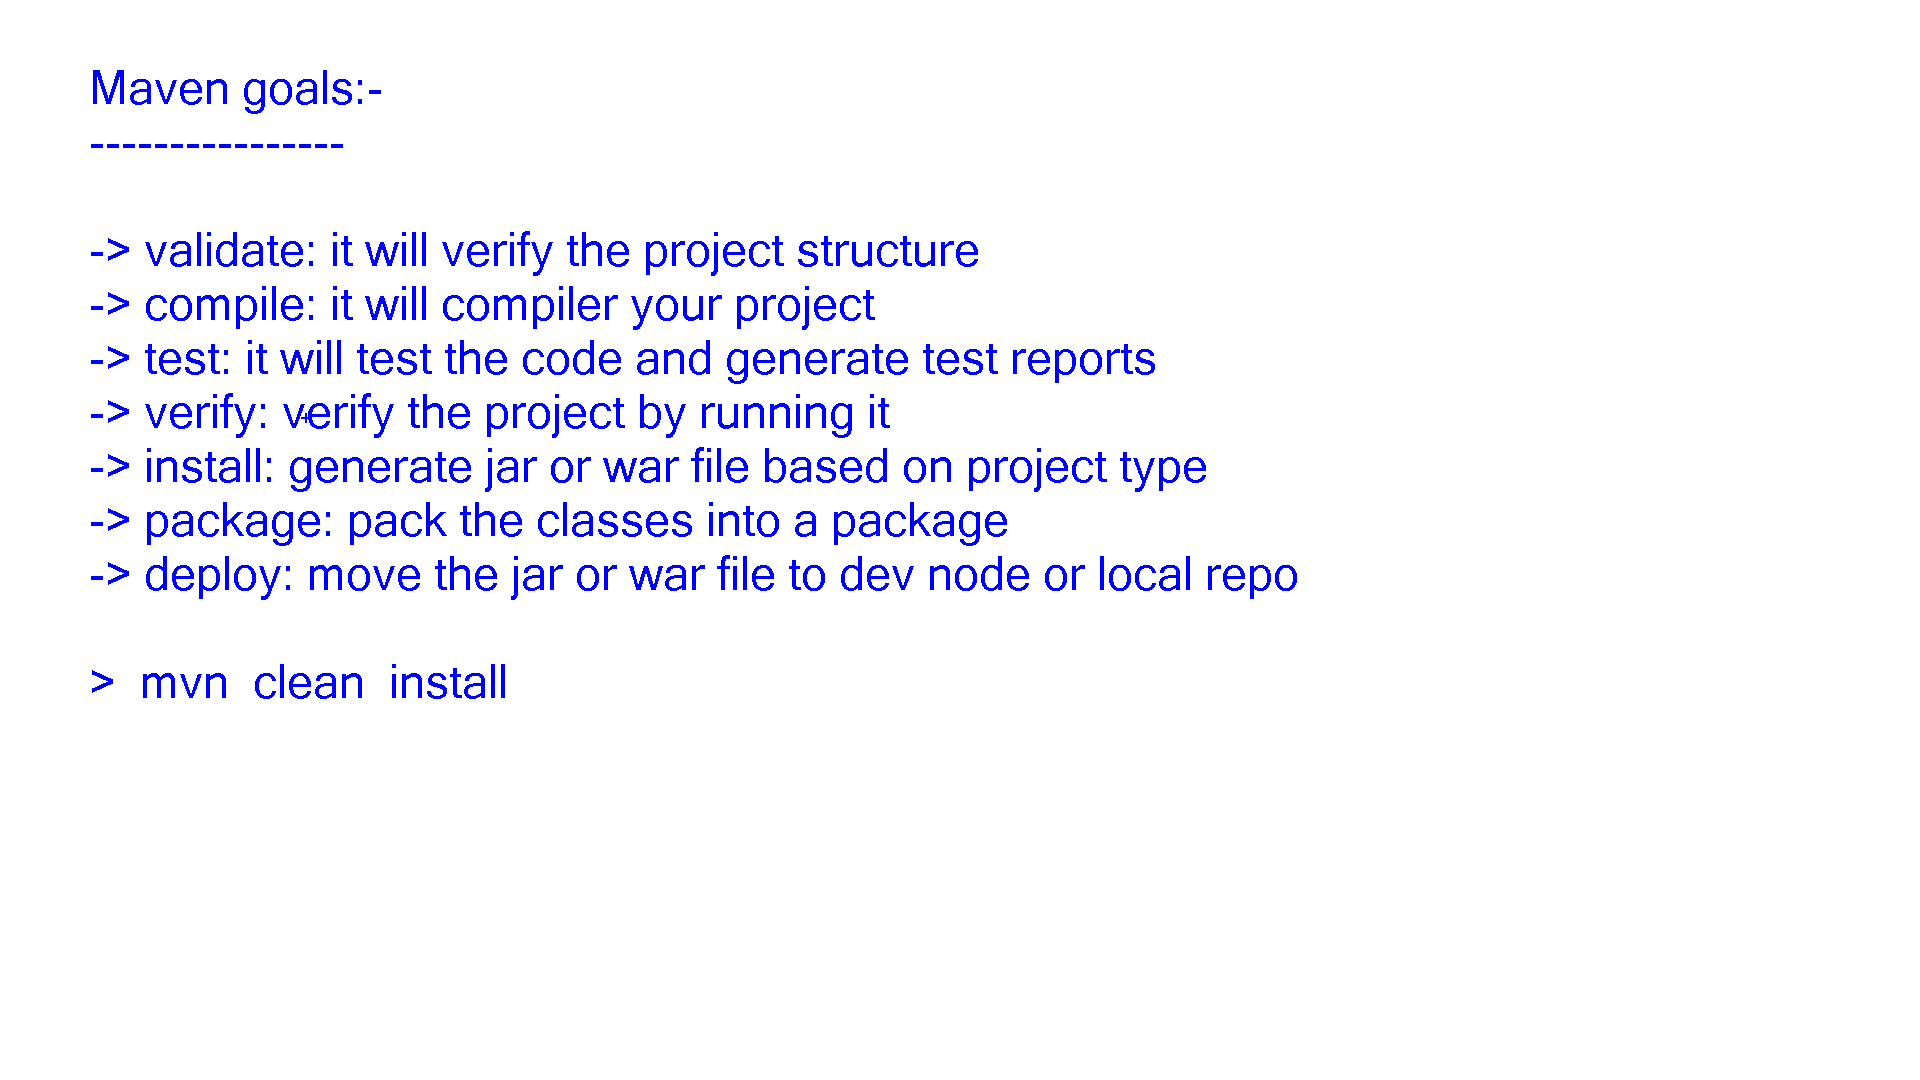 Maven goals:-
----------------
-> validate: it will verify the project structure
-> compile: it will compiler your project
-> test: it will test the code and generate test reports
-> verify: verify the project by running it
-> install: generate jar or war file based on project type
-> package: pack the classes into a package
-> deploy: move the jar or war file to dev node or local repo
> mvn clean install